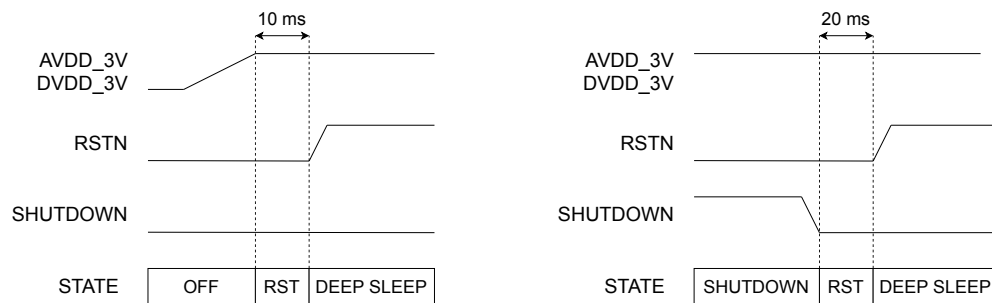 10 ms
AVDD_3V
DVDD_3V
RSTN
SHUTDOWN
STATE OFF RST DEEP SLEEP
20 ms
AVDD_3V
DVDD_3V
RSTN
SHUTDOWN
STATE SHUTDOWN RST DEEP SLEEP